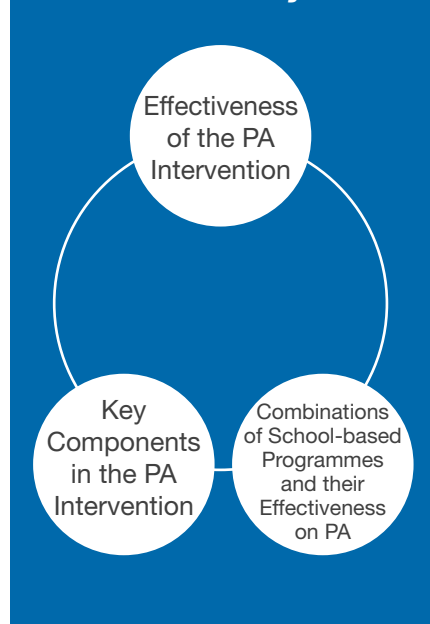 Effectiveness
of the PA
Intervention
Key
Components
in the PA
Intervention
Combinations
of School-based
Programmes
and their
Effectiveness
on PA